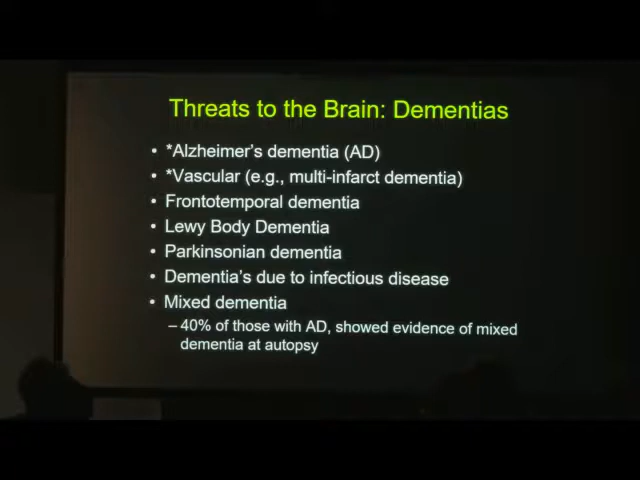 Threats to the Brain: Dementias
• *Alzheimer's dementia (AD)
• *Vascular (e.g., multi-infarct dementia)
• Frontotemporal dementia
• Lewy Body Dementia
• Parkinsonian dementia
• Dementia's due to infectious disease
• Mixed dementia
– 40% of those with AD, showed evidence of mixed
dementia at autopsy